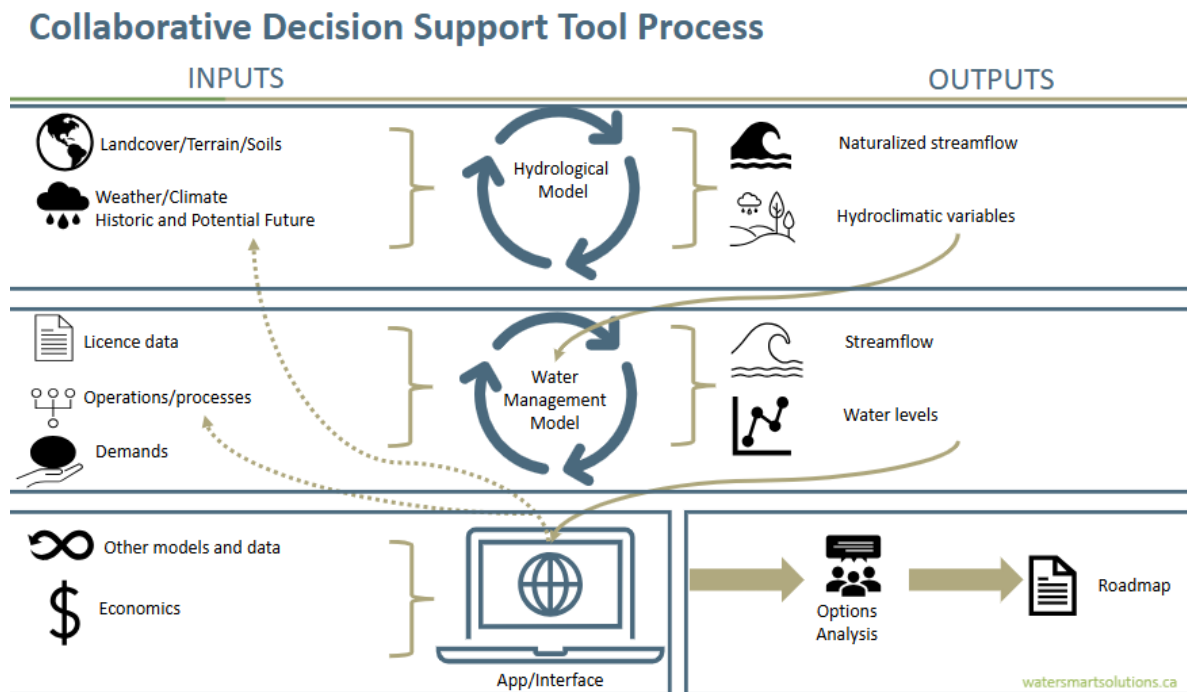 Collaborative Decision Support Tool Process
INPUTS
OUTPUTS
Landcover/Terrain/Soils
Weather/Climate
Historic and Potential Future
Hydrological
Model
Naturalized streamflow
Hydroclimatic variables
Licence data
Operations/processes
Demands
Water
Management
Model
Streamflow
Water levels
Other models and data
Economics
App/Interface
Options
Analysis
Roadmap
watersmartsolutions.ca